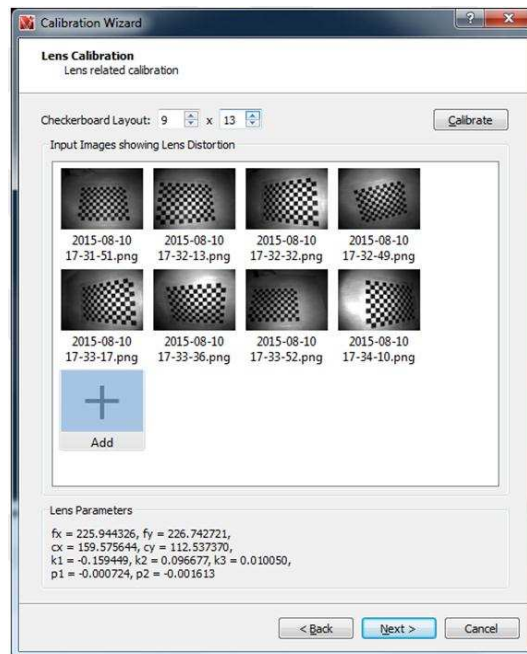 Calibration Wizard
Lens Calibration
Lens related calibration
Checkerboard Layout: 9 x 13 Calibrate
Input Images showing Lens Distortion
2015-08-10 2015-08-10 2015-08-10 2015-08-10
17-31-51.png 17-32-13.png 17-32-32.png 17-32-49.png
2015-08-10 2015-08-10 2015-08-10 2015-08-10
17-33-17.png 17-33-36.png 17-33-52.png 17-34-10.png
Add
Lens Parameters
fx = 225.944326, fy = 226.742721,
cx = 159.575644, cy = 112.537370,
k1 = -0.159449, k2 = 0.096677, k3 = 0.010050,
p1 = -0.000724, p2 = -0.001613
< Back Next > Cancel